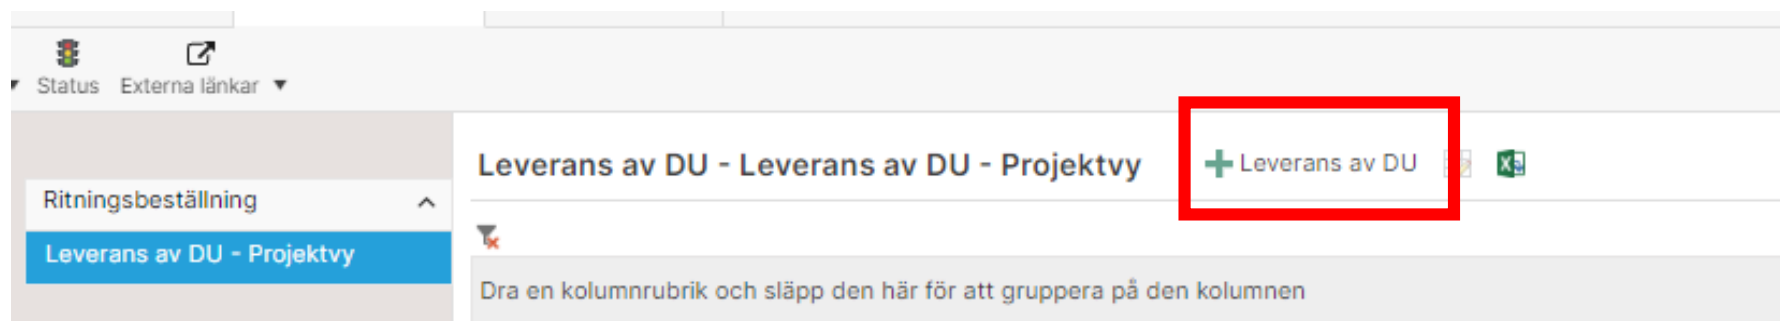 Status Externa länkar
Leverans av DU - Leverans av DU - Projektvy
Leverans av DU
Ritningsbeställning
Leverans av DU - Projektvy
Dra en kolumnrubrik och släpp den här för att gruppera på den kolumnen